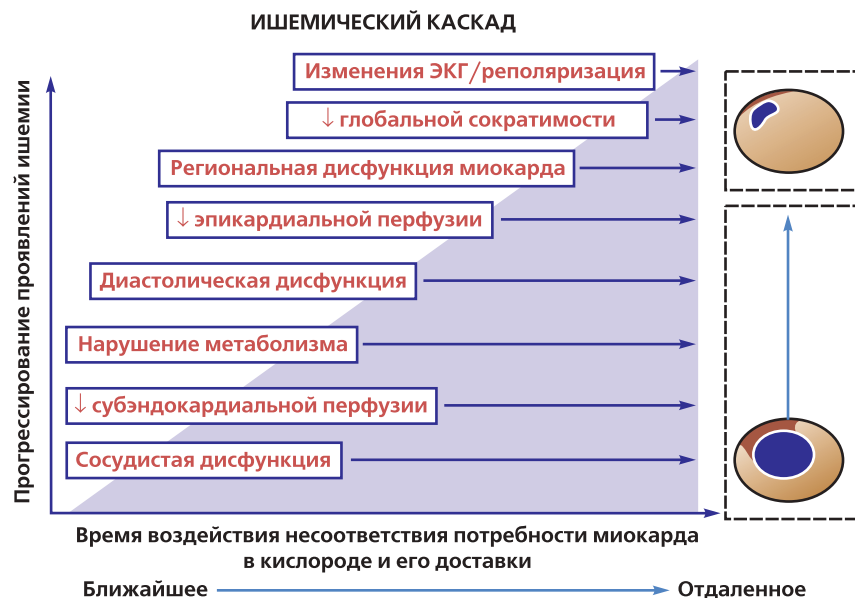 ИШЕМИЧЕСКИЙ КАСКАД
Прогрессирование проявлений ишемии
Изменения ЭКГ/реполяризация
↓ глобальной сократимости
Региональная дисфункция миокарда
↓ эпикардиальной перфузии
Диастолическая дисфункция
Нарушение метаболизма
↓ субэндокардиальной перфузии
Сосудистая дисфункция
Время воздействия несоответствия потребности миокарда
в кислороде и его доставки
Ближайшее
Отдаленное